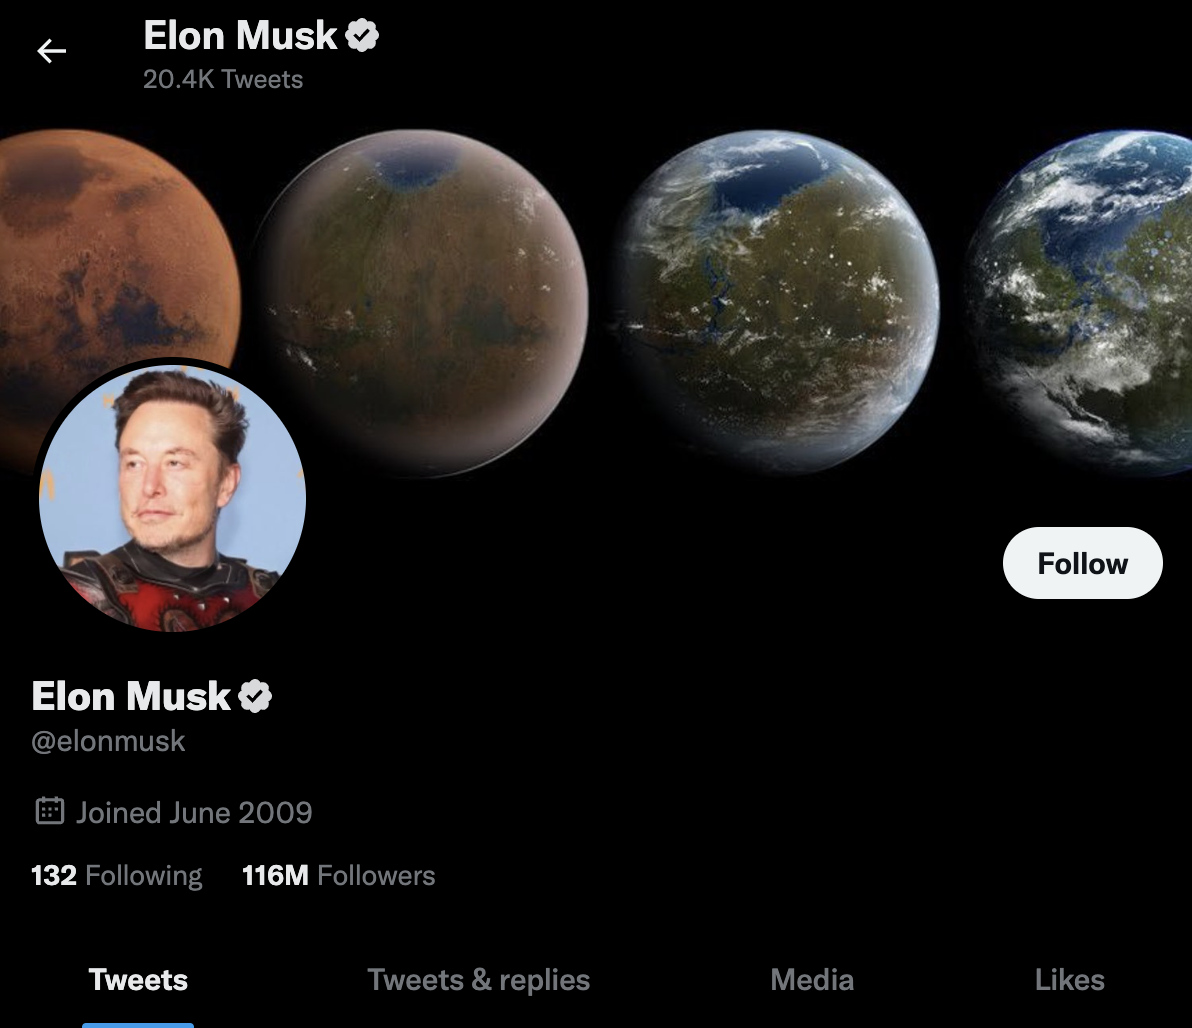 Elon Musk
20.4K Tweets
Follow
Elon Musk
@elonmusk
Joined June 2009
132 Following 116M Followers
Tweets Tweets & replies Media Likes